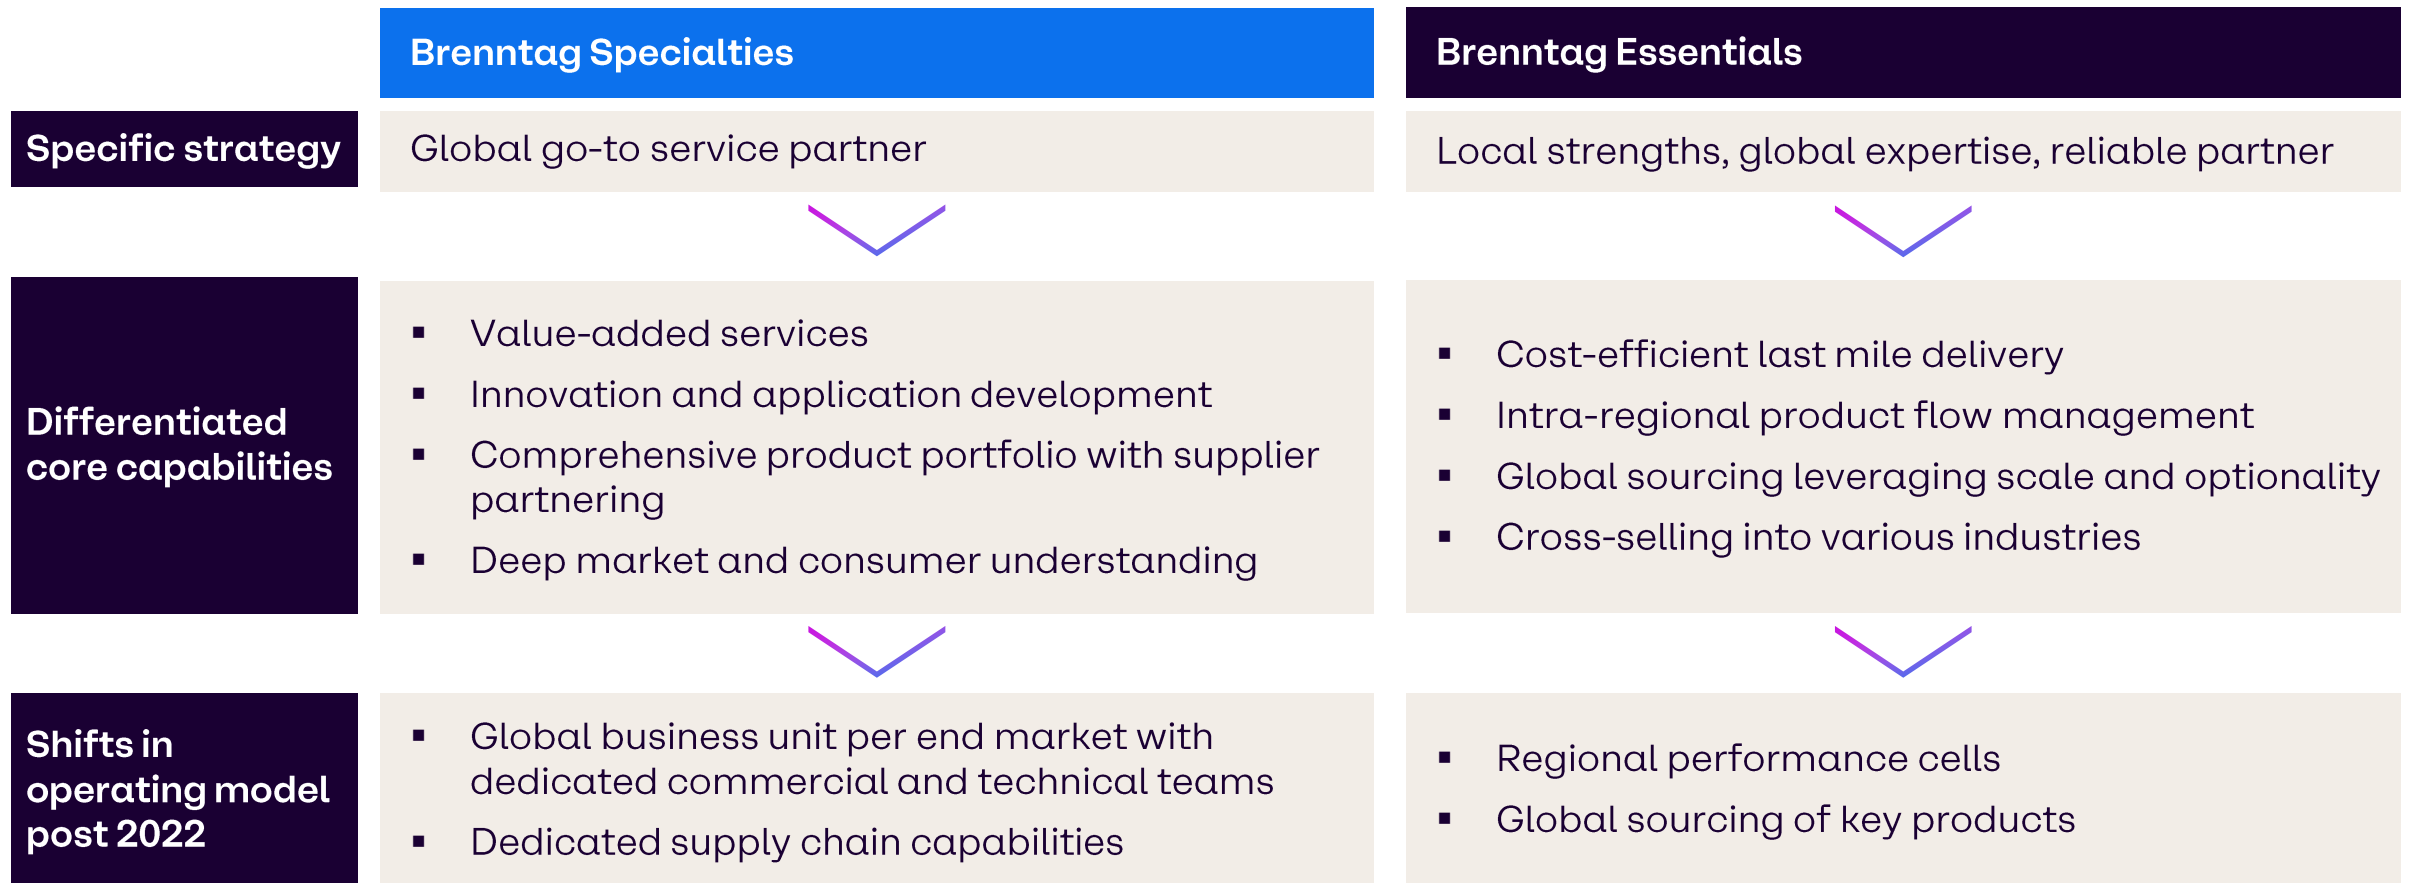 Brenntag Specialties
Brenntag Essentials
Specific strategy
Global go-to service partner
Local strengths, global expertise, reliable partner
Differentiated
core capabilities
▪ Value-added services
▪ Innovation and application development
▪ Comprehensive product portfolio with supplier
partnering
▪ Deep market and consumer understanding
▪ Cost-efficient last mile delivery
▪ Intra-regional product flow management
▪ Global sourcing leveraging scale and optionality
▪ Cross-selling into various industries
Shifts in
operating model
post 2022
▪ Global business unit per end market with
dedicated commercial and technical teams
▪ Dedicated supply chain capabilities
▪ Regional performance cells
▪ Global sourcing of key products